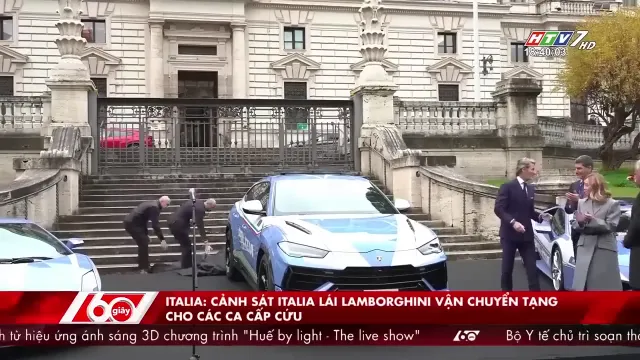 HTV7 HD
18:40:03
60 giây
ITALIA: CẢNH SÁT ITALIA LÁI LAMBORGHINI VẬN CHUYỂN TẠNG
CHO CÁC CA CẤP CỨU
h từ hiệu ứng ánh sáng 3D chương trình "Huế by light - The live show"
60
Bộ Y tế chủ trì soạn th